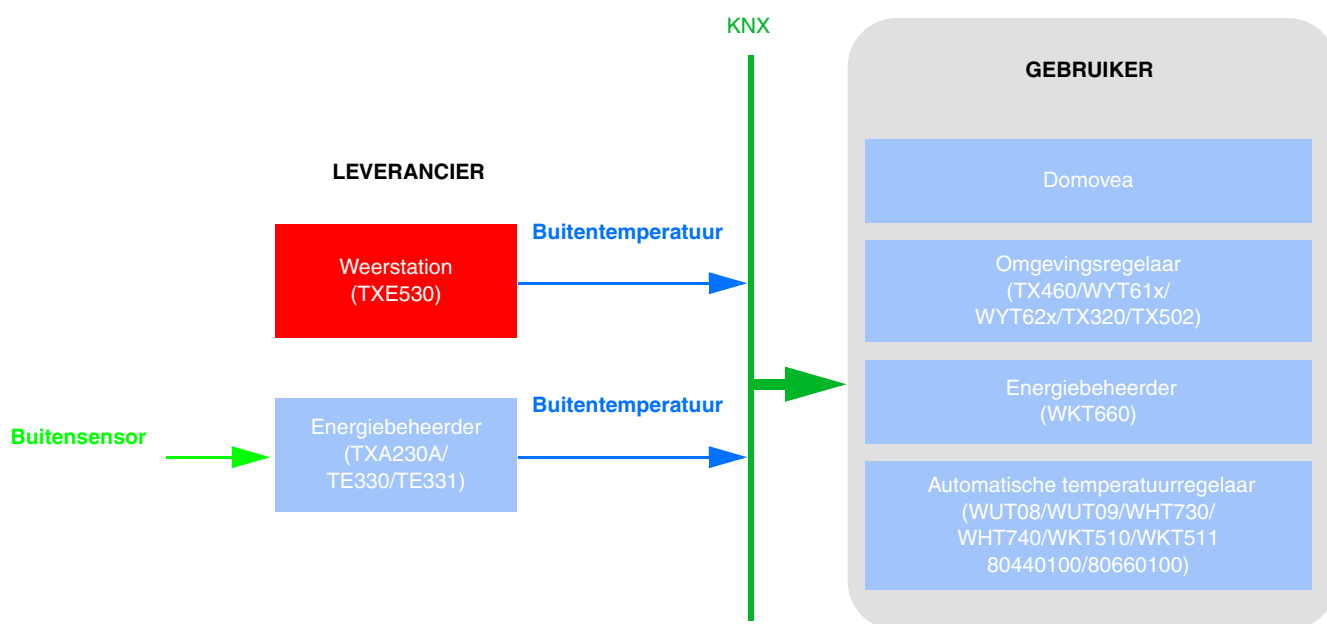 KNX
GEBRUIKER
LEVERANCIER
Domovea
Weerstation
(TXE530)
Buitentemperatuur
Omgevingsregelaar
(TX460/WYT61x/
WYT62x/TX320/TX502)
Buitensensor
Energiebeheerder
(TXA230A/
TE330/TE331)
Buitentemperatuur
Energiebeheerder
(WKT660)
Automatische temperatuurregelaar
(WUT08/WUT09/WHT730/
WHT740/WKT510/WKT511
80440100/80660100)